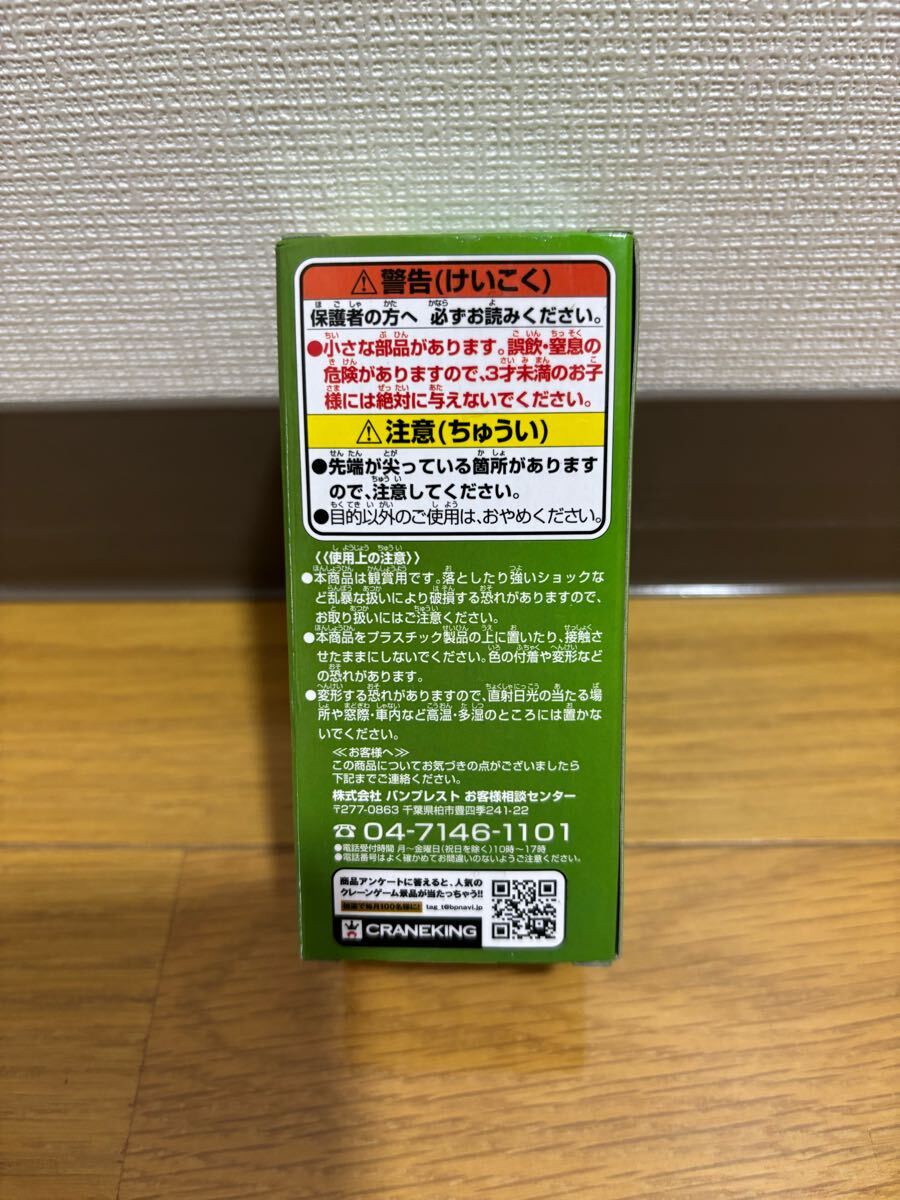 ⚠警告(けいこく)
保護者の方へ 必ずお読みください。
●小さな部品があります。誤飲・窒息の
危険がありますので、3才未満のお子
様には絶対に与えないでください。
⚠注意(ちゅうい)
●先端が尖っている箇所があります
ので、注意してください。
●目的以外のご使用は、おやめください。
《使用上の注意》
●本商品は観賞用です。落としたり強いショックな
ど乱暴な扱いにより破損する恐れがありますので、
お取り扱いにはご注意ください。
●本商品をプラスチック製品の上に置いたり、接触さ
せたままにしないでください。色の付着や変形など
の恐れがあります。
●変形する恐れがありますので、直射日光の当たる場
所や窓際・車内など高温・多湿のところには置かな
いでください。
≪お客様へ≫
この商品についてお気づきの点がございましたら
下記までご連絡ください。
株式会社 バンプレスト お客様相談センター
〒277-0863 千葉県柏市豊四季241-22
☎04-7146-1101
●電話受付時間 月〜金曜日(祝日を除く)10時〜17時
●電話番号はよく確かめてお間違いのないようご注意ください。
商品アンケートに答えると、人気の
クレーンゲーム景品が当たっちゃう!!
抽選で毎月100名様に! tag_t@bpnavi.jp
CRANEKING